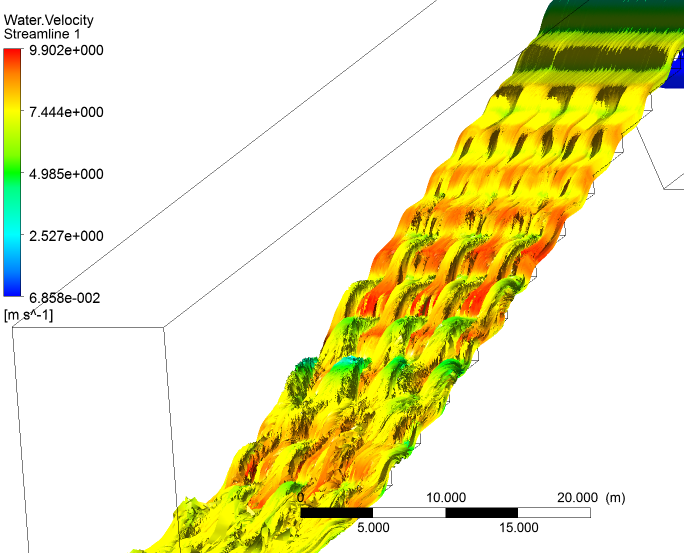 Water.Velocity
Streamline 1
9.902e+000
7.444e+000
4.985e+000
2.527e+000
6.858e-002
[m s^-1]
0 10.000 20.000 (m)
5.000 15.000